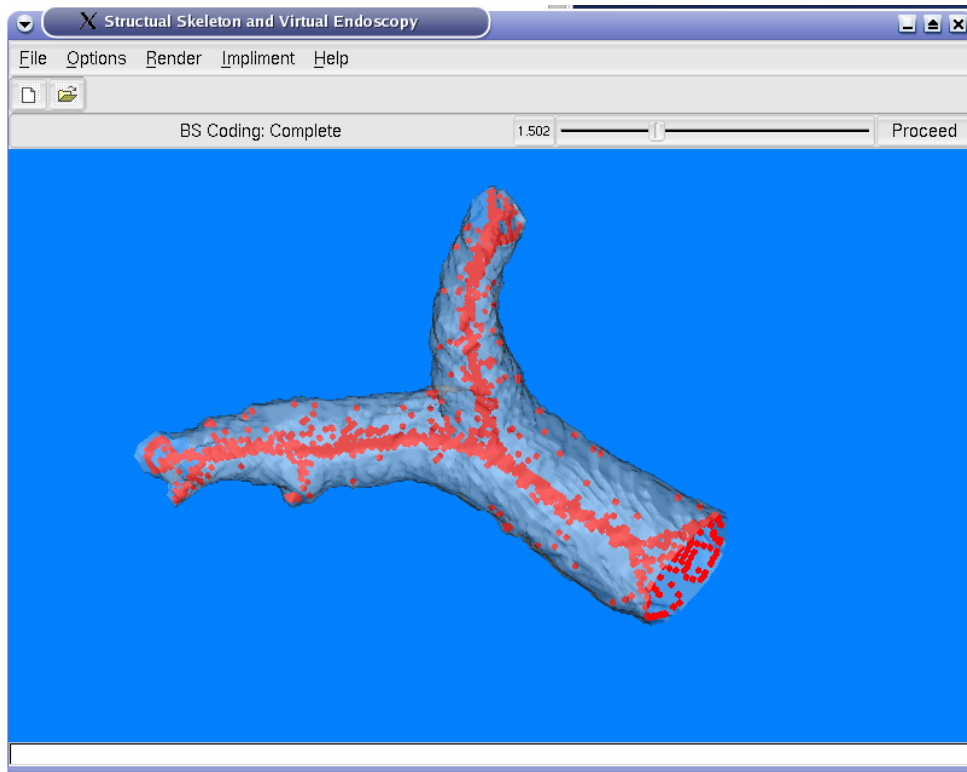 X Structual Skeleton and Virtual Endoscopy
File Options Render Impliment Help
BS Coding: Complete 1.502 Proceed